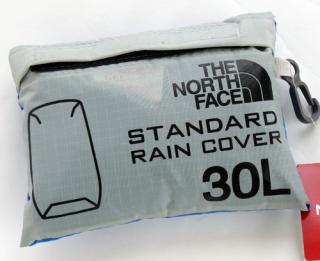 THE
NORTH
FACE
STANDARD
RAIN COVER
30L